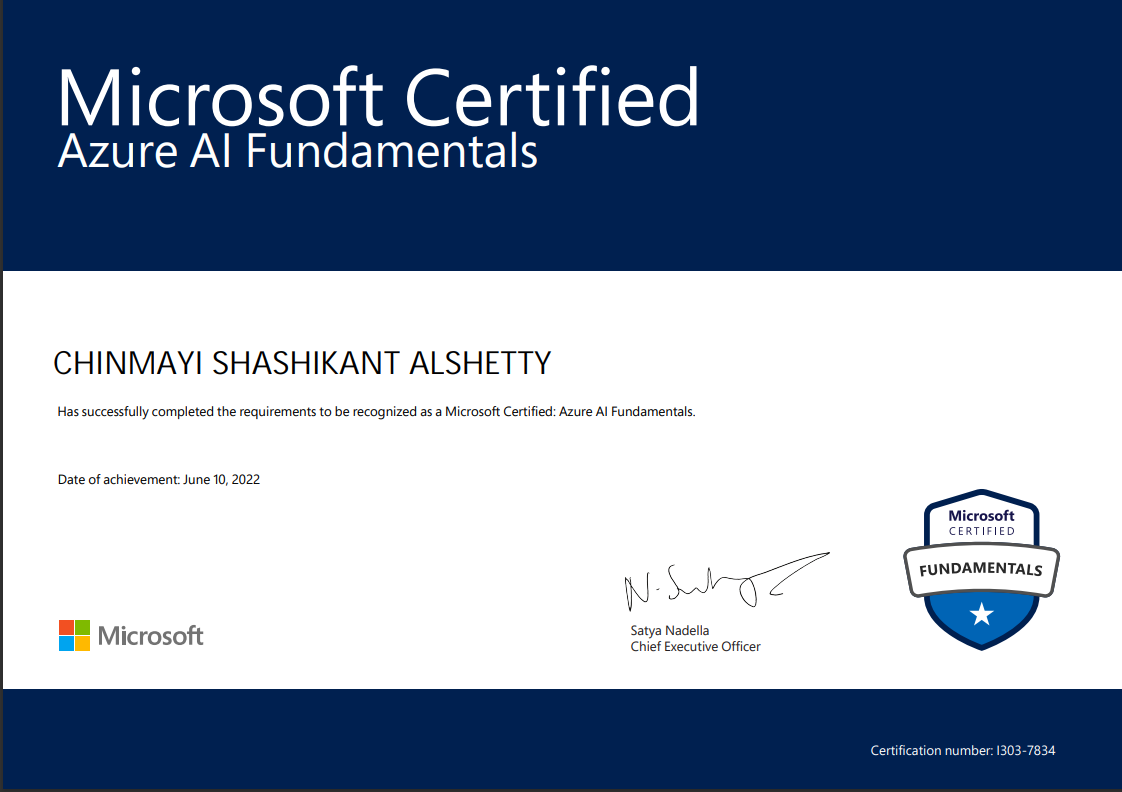 Microsoft Certified
Azure AI Fundamentals
CHINMAYI SHASHIKANT ALSHETTY
Has successfully completed the requirements to be recognized as a Microsoft Certified: Azure AI Fundamentals.
Date of achievement: June 10, 2022
Microsoft
CERTIFIED
FUNDAMENTALS
Satya Nadella
Chief Executive Officer
Microsoft
Certification number: I303-7834